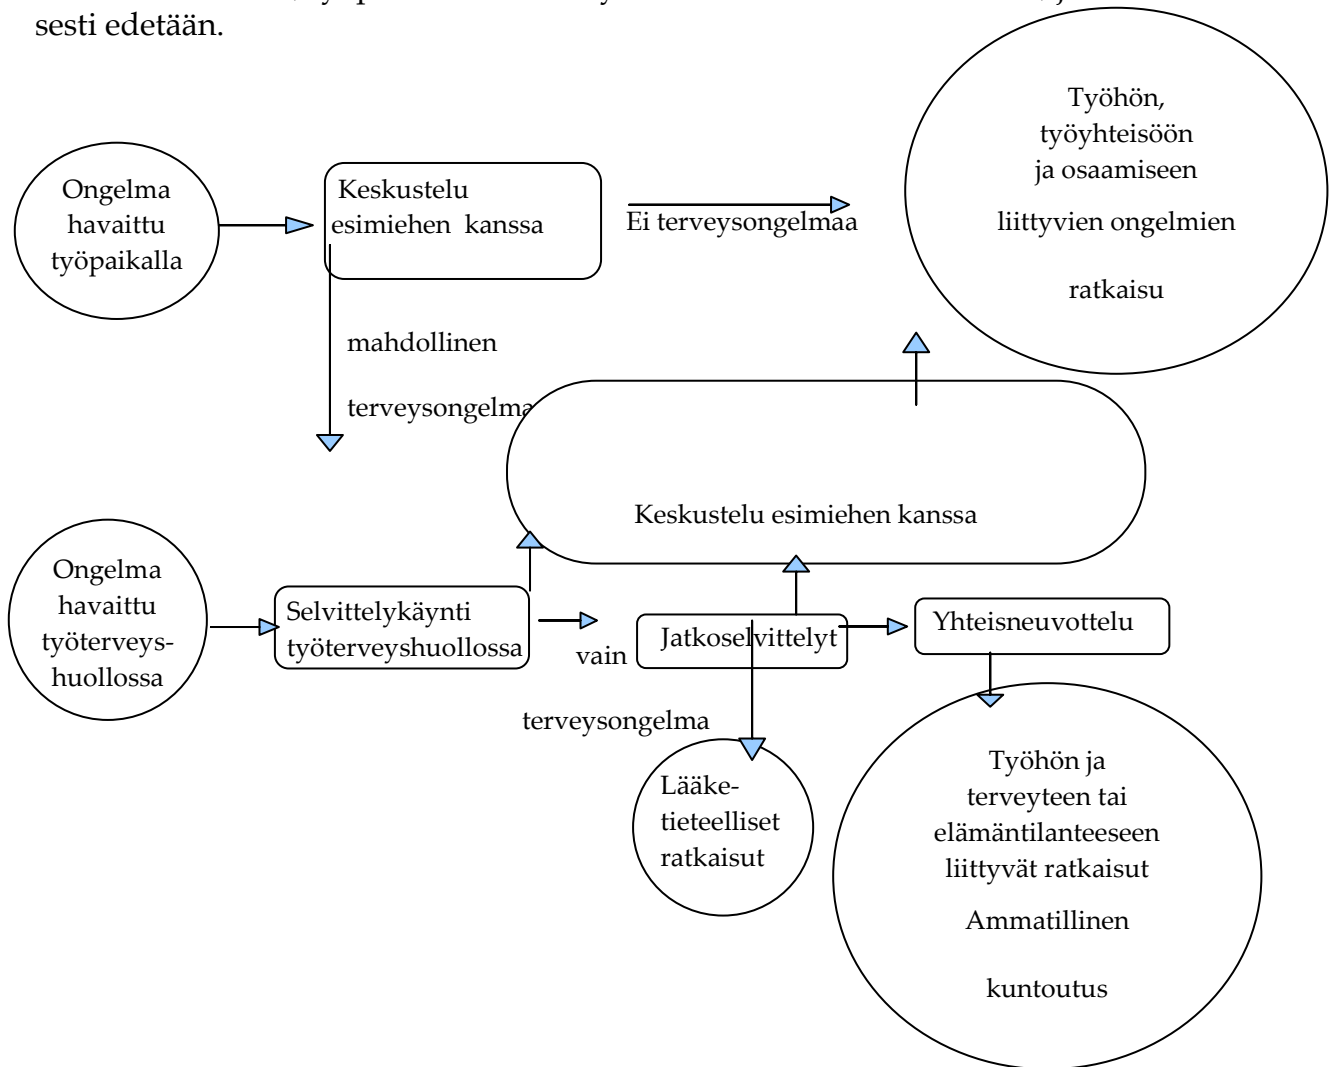 sesti edetään.
Työhön,
työyhteisöön
ja osaamiseen
liittyvien ongelmien
ratkaisu
Ongelma
havaittu
työpaikalla
Keskustelu
esimiehen kanssa
Ei terveysongelmaa
mahdollinen
terveysongelma
Keskustelu esimiehen kanssa
Ongelma
havaittu
työterveys-
huollossa
Selvittelykäynti
työterveyshuollossa
vain
terveysongelma
Jatkoselvittelyt
Yhteisneuvottelu
Lääke-
tieteelliset
ratkaisut
Työhön ja
terveyteen tai
elämäntilanteeseen
liittyvät ratkaisut
Ammatillinen
kuntoutus